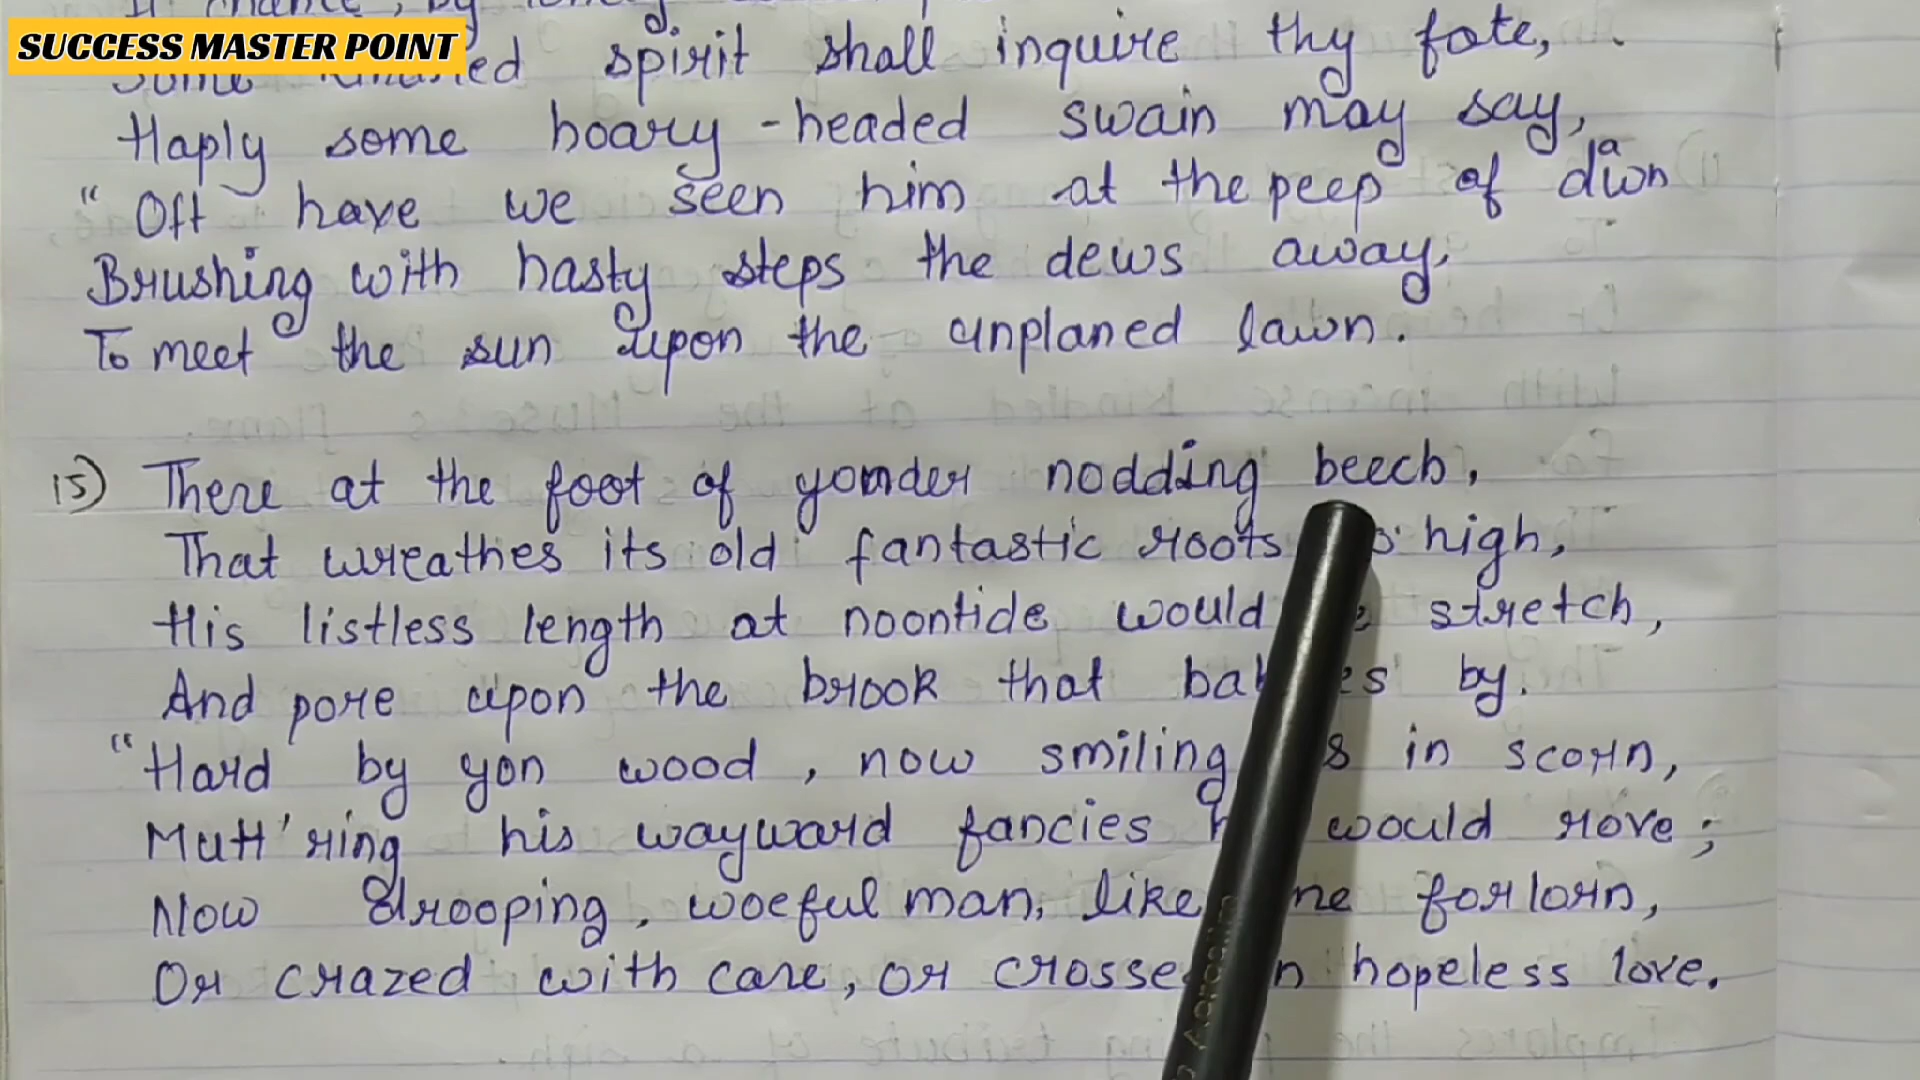 SUCCESS MASTER POINT
spirit shall inquire thy fate,
Haply some hoary-headed swain may say,
"Oft have we seen him at the peep of dawn
Brushing with hasty steps the dews away,
To meet the sun upon the unplaned lawn.
15) There at the foot of yonder nodding beech,
That wreathes its old fantastic roots high,
His listless length at noontide would stretch,
And pore upon the brook that by.
"Hard by yon wood, now smiling in scorn,
Mutt'ring his wayward fancies would rove;
Now drooping, woeful man, like forlorn,
Or crazed with care, or hopeless love.